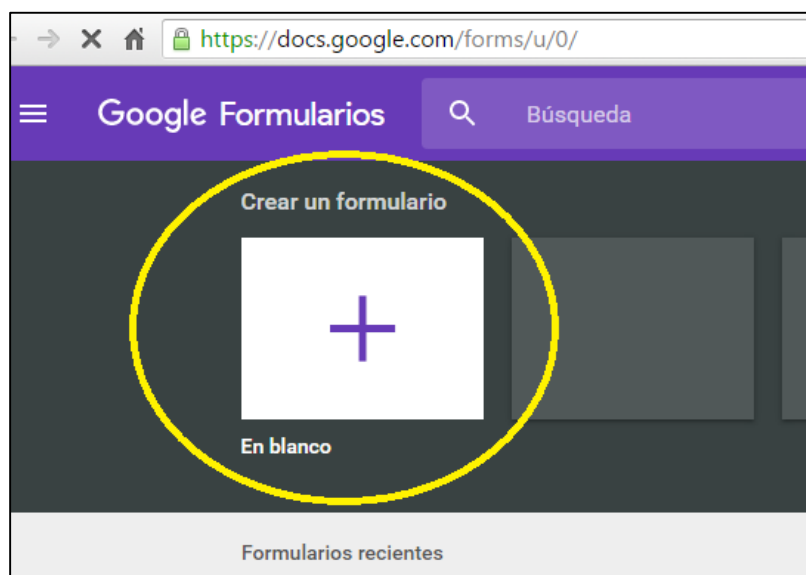 https://docs.google.com/forms/u/0/
Google Formularios
Búsqueda
Crear un formulario
En blanco
Formularios recientes